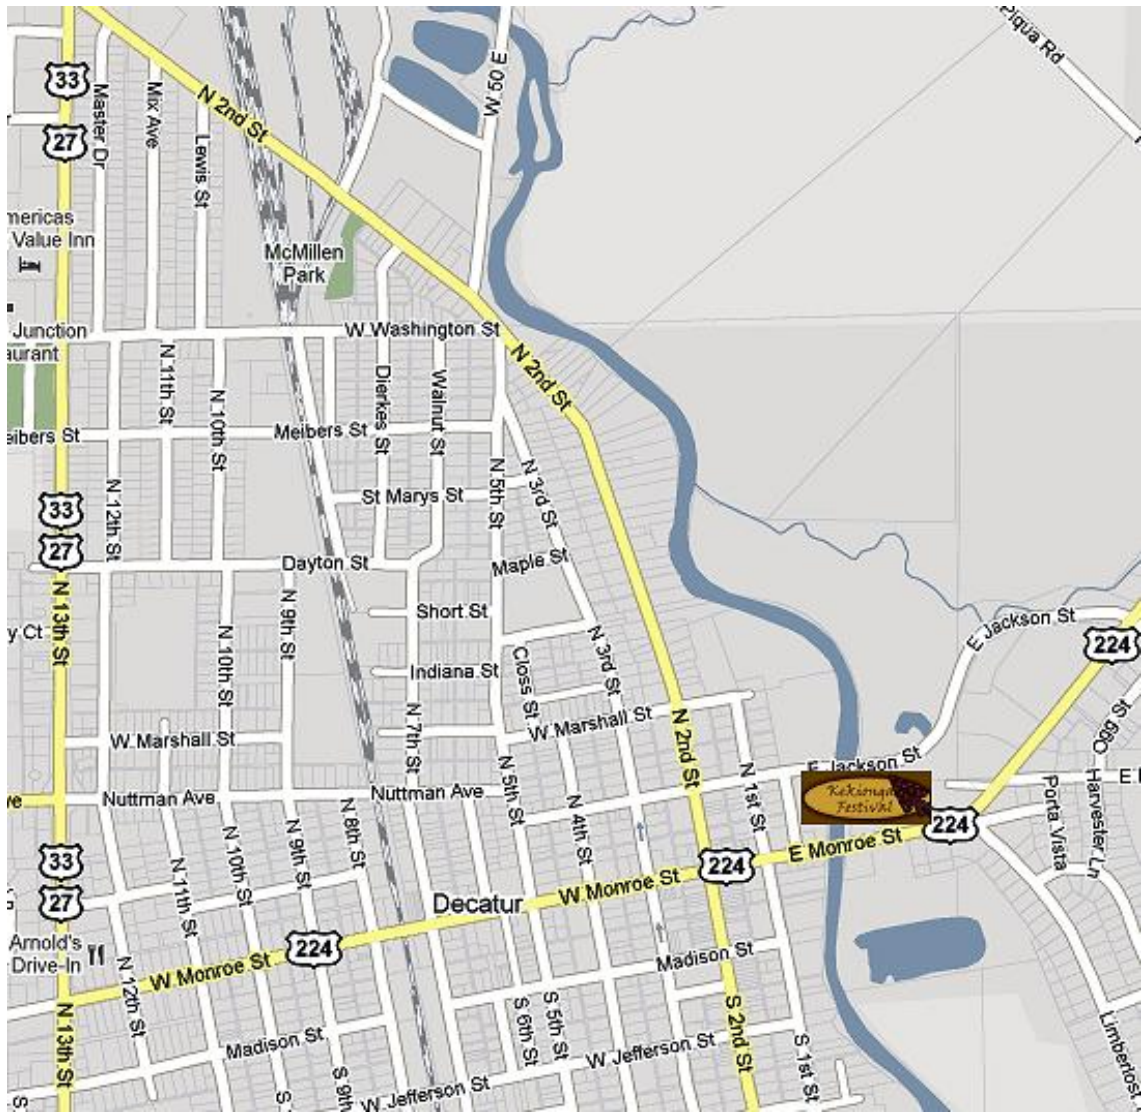 Piqua Rd
W 50 E
33
27
Master Dr
Mix Ave
Lewis St
N 2nd St
mericas
Value Inn
McMillen
Park
Junction
aurant
W Washington St
N 2nd St
N 11th St
N 10th St
Dierkes St
Walnut St
eibers St
Meibers St
N 12th St
N 5th St
N 3rd St
St Marys St
33
27
Dayton St
Maple St
N 13th St
N 9th St
Short St
N 10th St
y Ct
E Jackson St
224
N 3rd St
Closs St
Indiana St
N 7th St
W Marshall St
W Marshall St
N 2nd St
Ogg St
E Jackson St
N 5th St
N 1st St
Kekionga
Festival
E
ve
Nuttman Ave
Nuttman Ave
N 4th St
Porta Vista
Harvester Ln
N 8th St
N 9th St
N 10th St
N 11th St
224
E Monroe St
33
27
224
W Monroe St
Decatur
Arnold's
Drive-In
224
W Monroe St
N 12th St
Madison St
N 13th St
S 6th St
S 5th St
S 2nd St
S 1st St
Limberlost
Madison St
W Jefferson St
W Jefferson St
S 9th
S
S